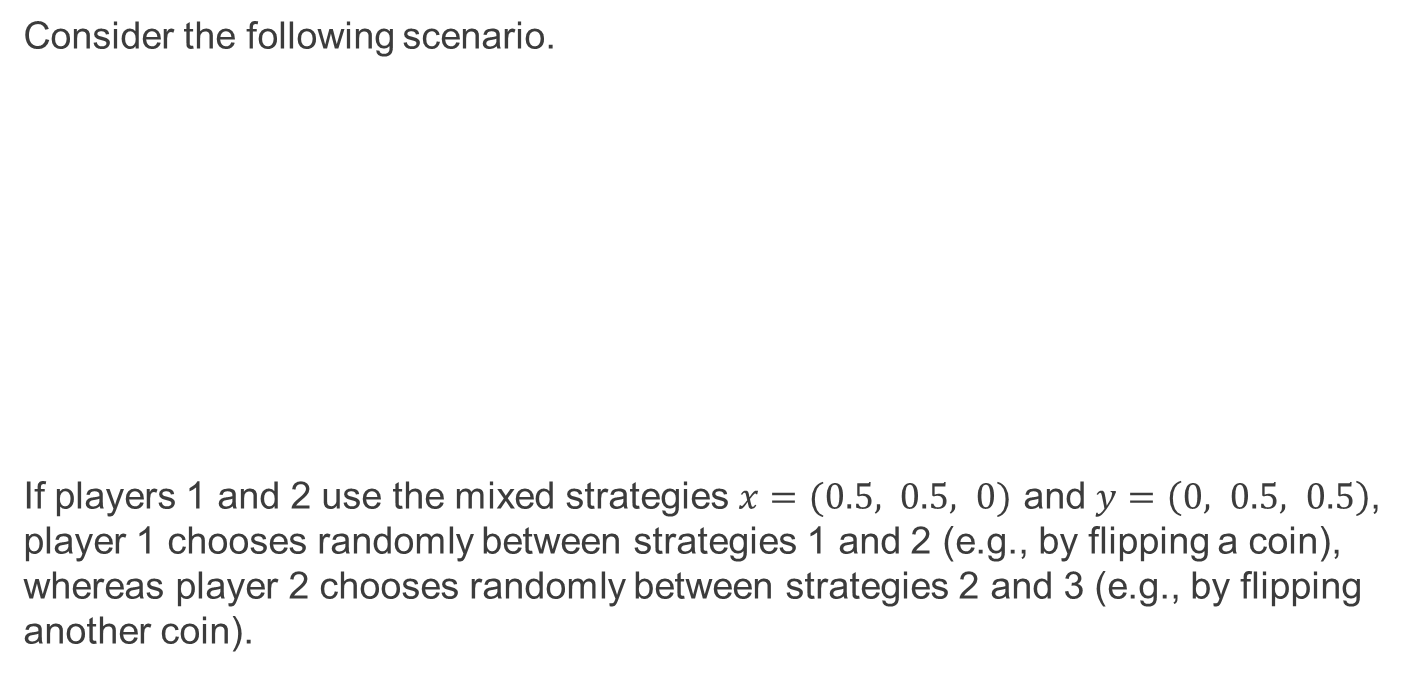 Consider the following scenario.
If players 1 and 2 use the mixed strategies x = (0.5, 0.5, 0) and y = (0, 0.5, 0.5),
player 1 chooses randomly between strategies 1 and 2 (e.g., by flipping a coin),
whereas player 2 chooses randomly between strategies 2 and 3 (e.g., by flipping
another coin).